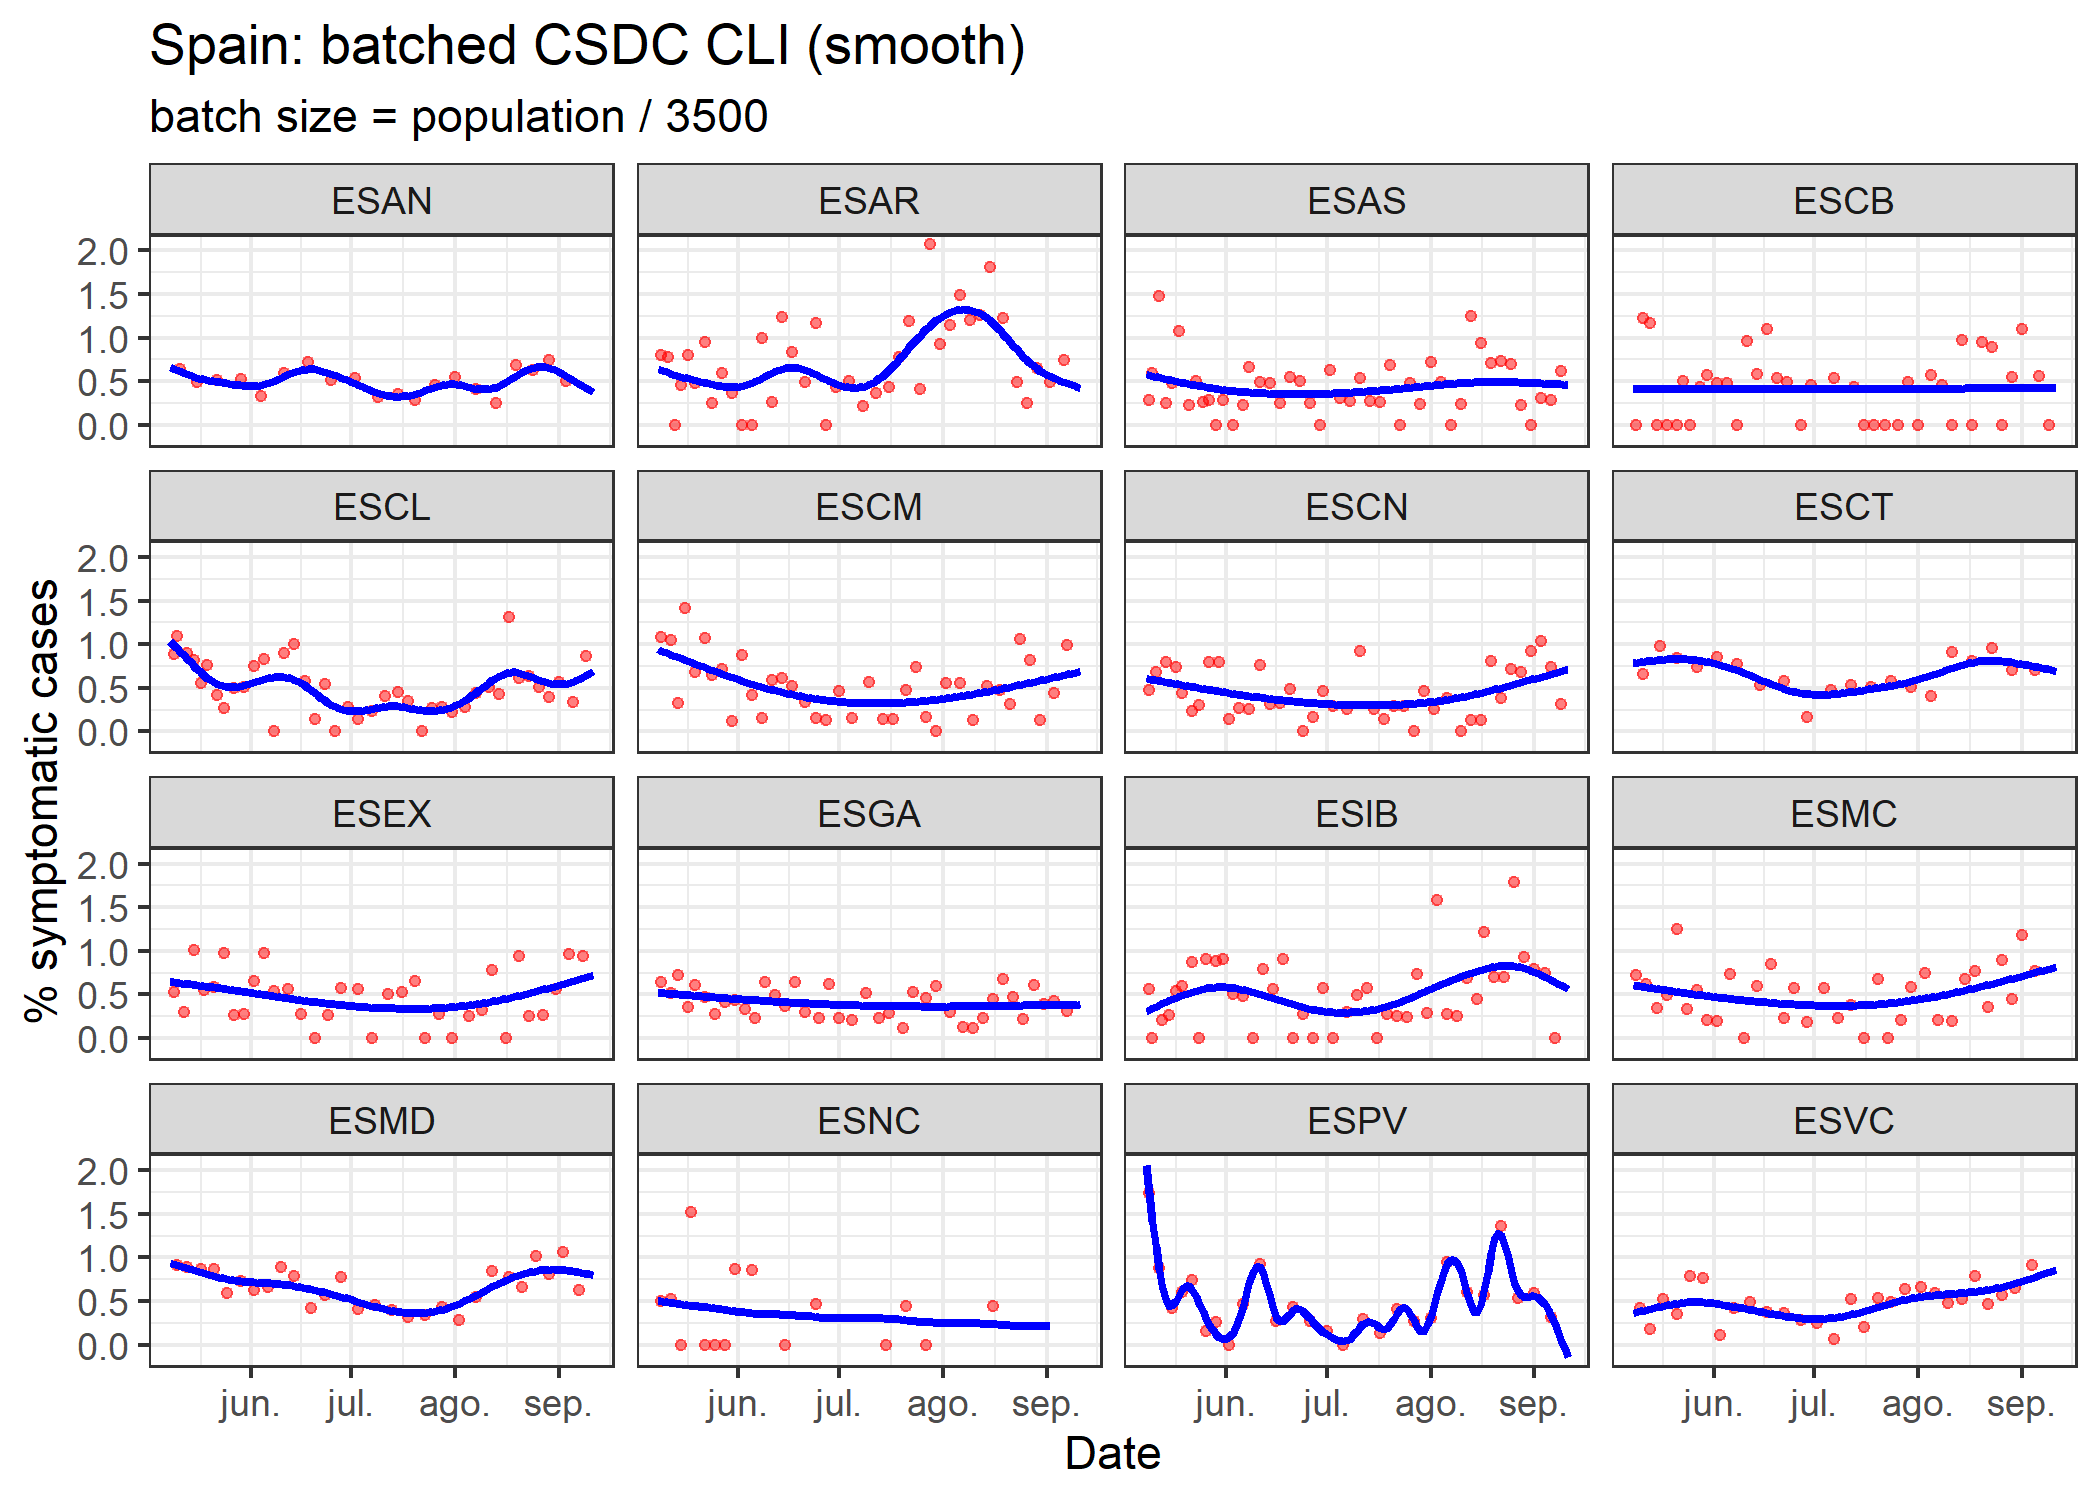 Spain: batched CSDC CLI (smooth)
batch size = population / 3500
ESAN ESAR ESAS ESCB
2.0
1.5
1.0
0.5
0.0
ESCL ESCM ESCN ESCT
2.0
1.5
1.0
0.5
0.0
ESEX ESGA ESIB ESMC
2.0
1.5
1.0
0.5
0.0
ESMD ESNC ESPV ESVC
2.0
1.5
1.0
0.5
0.0
% symptomatic cases
jun. jul. ago. sep. jun. jul. ago. sep. jun. jul. ago. sep. jun. jul. ago. sep.
Date